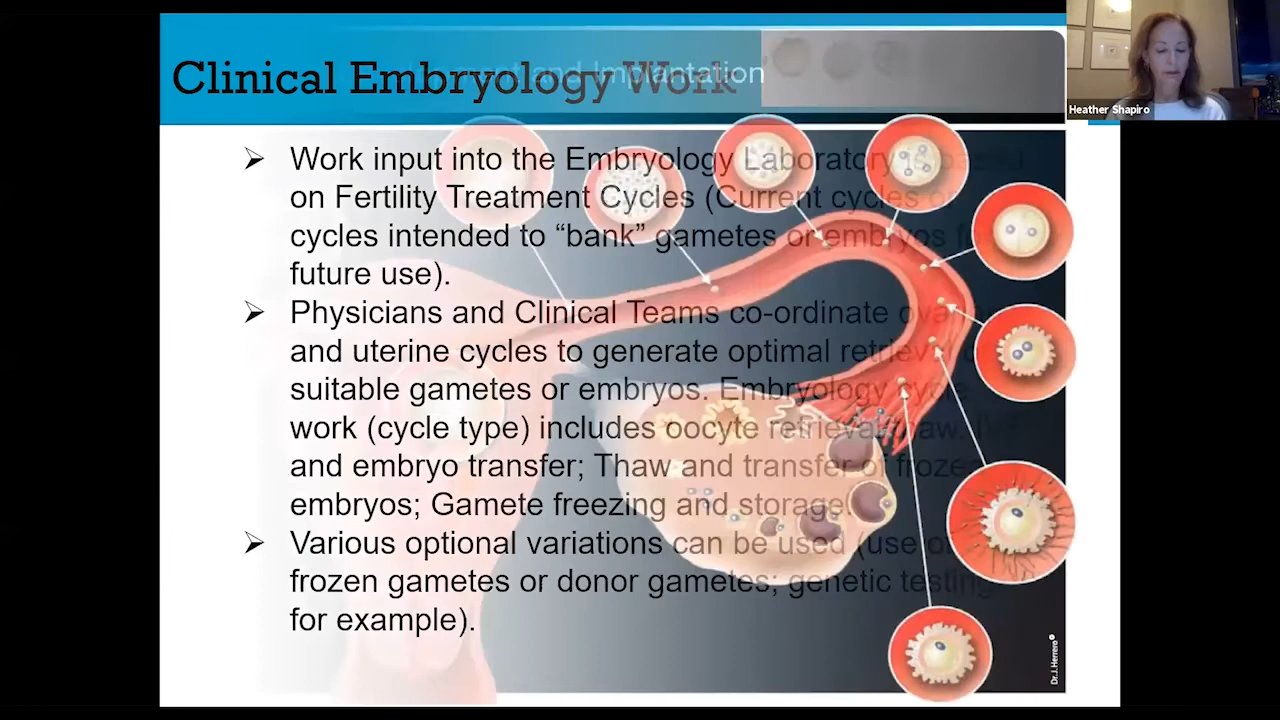 Clinical Embryology Work
and Implantation
Heather Shapiro
➢ Work input into the Embryology Laboratory
on Fertility Treatment Cycles (Current cycles or
cycles intended to “bank” gametes or embryos for
future use).
➢ Physicians and Clinical Teams co-ordinate ovarian
and uterine cycles to generate optimal retrieval of
suitable gametes or embryos. Embryology cycle
work (cycle type) includes oocyte retrieval/thaw. IVF
and embryo transfer; Thaw and transfer of frozen
embryos; Gamete freezing and storage.
➢ Various optional variations can be used (use of
frozen gametes or donor gametes; genetic testing
for example).
Dr.J.Herrero